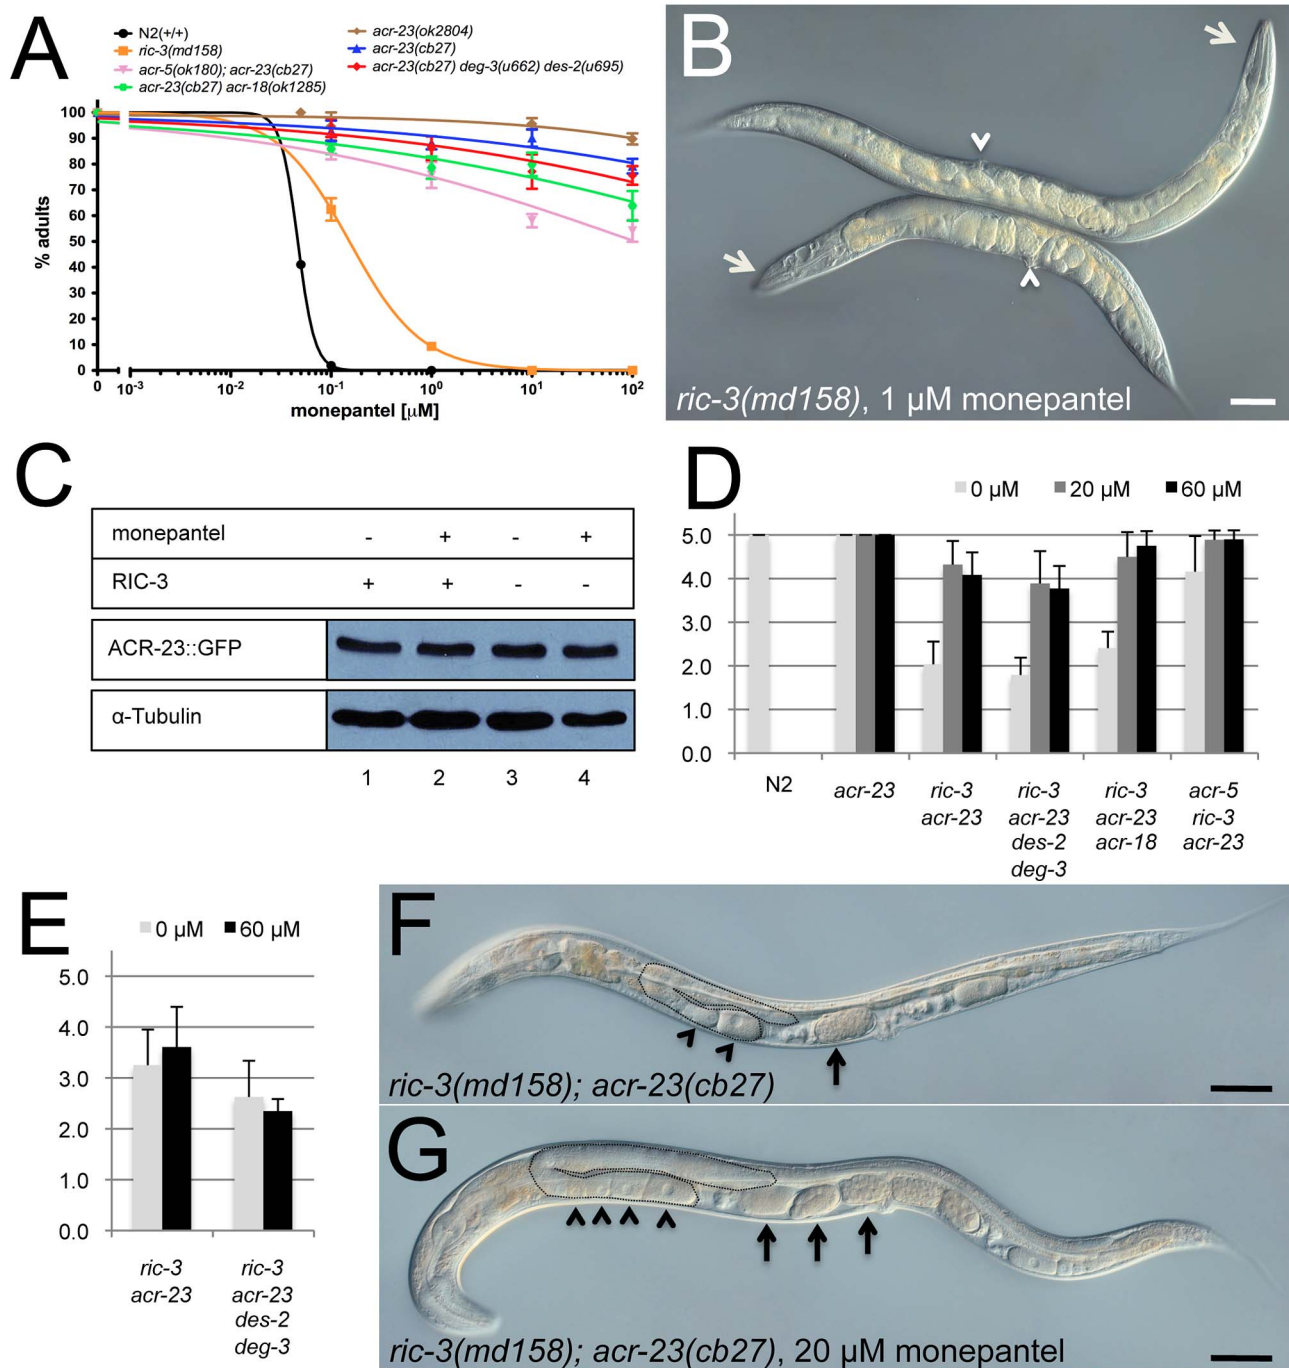 A
N2(+/+)
ric-3(md158)
acr-5(ok180); acr-23(cb27)
acr-23(cb27) acr-18(ok1285)
acr-23(ok2804)
acr-23(cb27)
acr-23(cb27) deg-3(u662) des-2(u695)
% adults
100
90
80
70
60
50
40
30
20
10
0
0 10⁻³ 10⁻² 10⁻¹ 10⁰ 10¹ 10²
monepantel [µM]
B
ric-3(md158), 1 µM monepantel
C
monepantel - + - +
RIC-3 + + - -
ACR-23::GFP
α-Tubulin
1 2 3 4
D
0 µM 20 µM 60 µM
5.0
4.0
3.0
2.0
1.0
0.0
N2
acr-23
ric-3
acr-23
ric-3
acr-23
des-2
deg-3
ric-3
acr-23
acr-18
acr-5
ric-3
acr-23
E
0 µM 60 µM
5.0
4.0
3.0
2.0
1.0
0.0
ric-3
acr-23
ric-3
acr-23
des-2
deg-3
F
ric-3(md158); acr-23(cb27)
G
ric-3(md158); acr-23(cb27), 20 µM monepantel